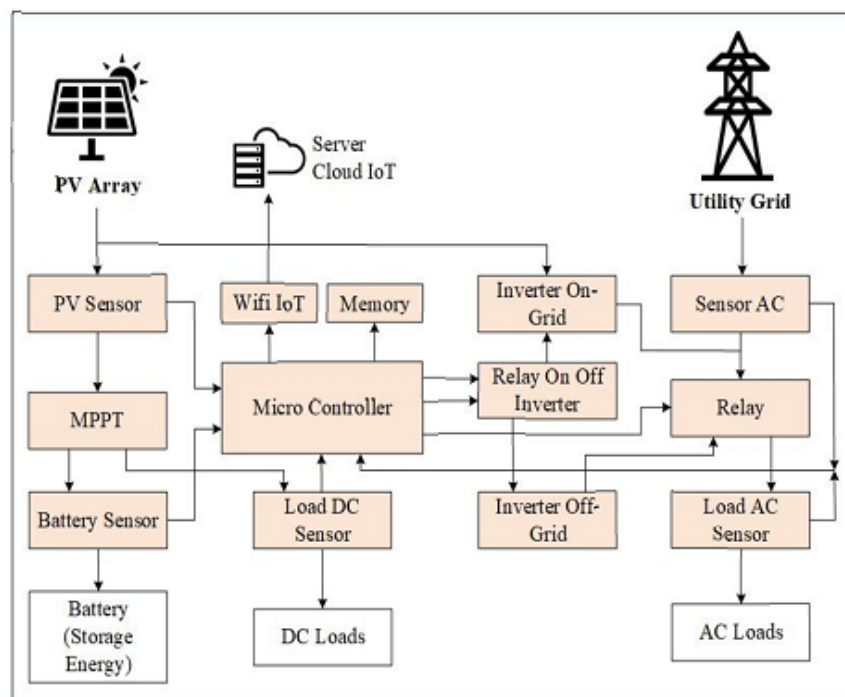 Server
Cloud IoT
PV Array
Utility Grid
PV Sensor
Wifi IoT
Memory
Inverter On-
Grid
Sensor AC
MPPT
Micro Controller
Relay On Off
Inverter
Relay
Battery Sensor
Load DC
Sensor
Inverter Off-
Grid
Load AC
Sensor
Battery
(Storage
Energy)
DC Loads
AC Loads